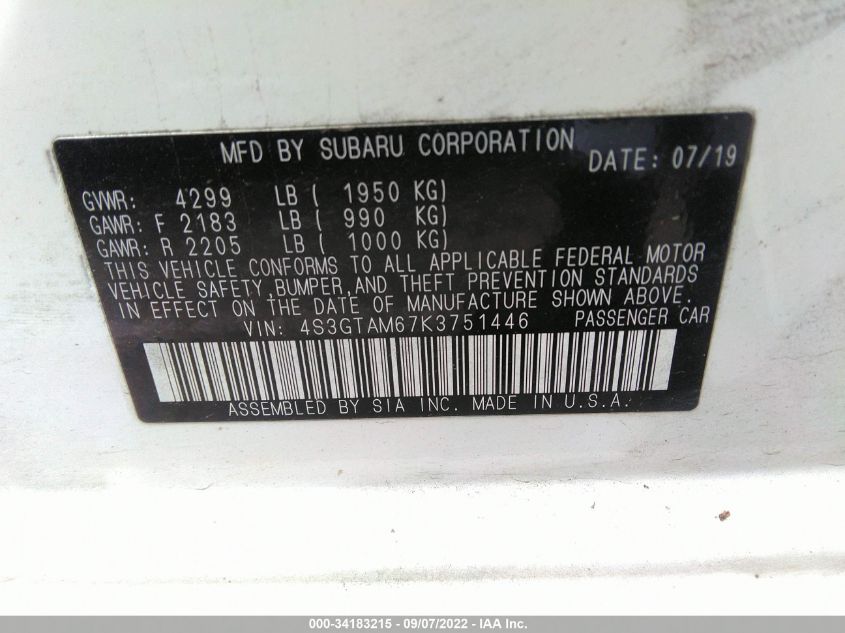 MFD BY SUBARU CORPORATION DATE: 07/19
GVWR: 4299 LB ( 1950 KG)
GAWR: F 2183 LB ( 990 KG)
GAWR: R 2205 LB ( 1000 KG)
THIS VEHICLE CONFORMS TO ALL APPLICABLE FEDERAL MOTOR
VEHICLE SAFETY,BUMPER,AND THEFT PREVENTION STANDARDS
IN EFFECT ON THE DATE OF MANUFACTURE SHOWN ABOVE.
VIN: 4S3GTAM67K3751446 PASSENGER CAR
ASSEMBLED BY SIA INC. MADE IN U.S.A.
000-34183215 - 09/07/2022 - IAA Inc.